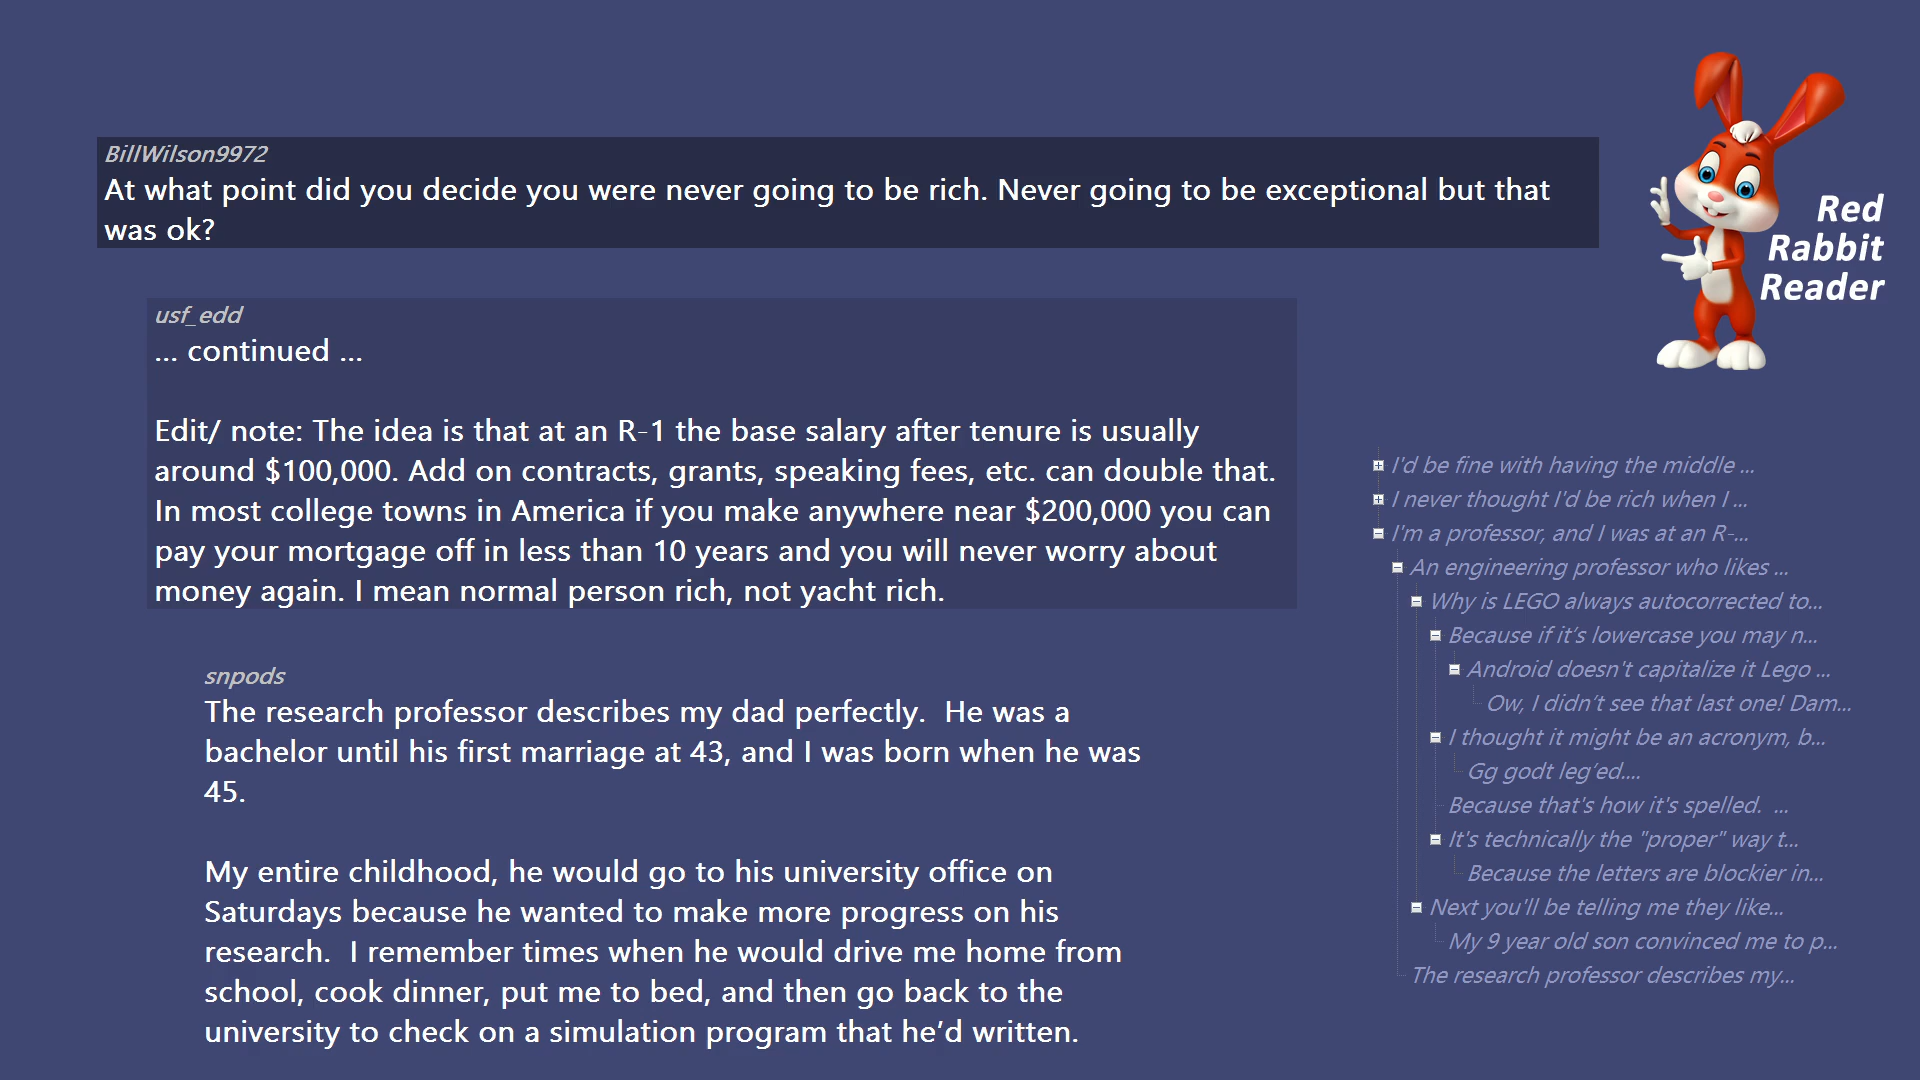 BillWilson9972
At what point did you decide you were never going to be rich. Never going to be exceptional but that
was ok?
usf_edd
... continued ...
Edit/ note: The idea is that at an R-1 the base salary after tenure is usually
around $100,000. Add on contracts, grants, speaking fees, etc. can double that.
In most college towns in America if you make anywhere near $200,000 you can
pay your mortgage off in less than 10 years and you will never worry about
money again. I mean normal person rich, not yacht rich.
snpods
The research professor describes my dad perfectly.  He was a
bachelor until his first marriage at 43, and I was born when he was
45.
My entire childhood, he would go to his university office on
Saturdays because he wanted to make more progress on his
research.  I remember times when he would drive me home from
school, cook dinner, put me to bed, and then go back to the
university to check on a simulation program that he’d written.
Red
Rabbit
Reader
I'd be fine with having the middle ...
I never thought I'd be rich when I ...
I'm a professor, and I was at an R-...
An engineering professor who likes ...
Why is LEGO always autocorrected to...
Because if it’s lowercase you may n...
Android doesn't capitalize it Lego ...
Ow, I didn’t see that last one! Dam...
I thought it might be an acronym, b...
Gg godt leg’ed....
Because that's how it's spelled.  ...
It's technically the "proper" way t...
Because the letters are blockier in...
Next you'll be telling me they like...
My 9 year old son convinced me to p...
The research professor describes my...